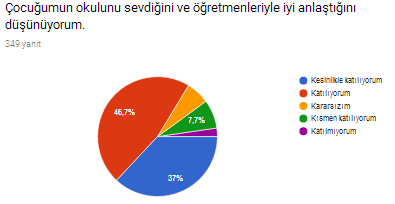 Çocuğumun okulunu sevdiğini ve öğretmenleriyle iyi anlaştığını
düşünüyorum.
349 yanıt
Kesinlikle katılıyorum
Katılıyorum
Kararsızım
Kısmen katılıyorum
Katılmıyorum
46,7%
7,7%
37%